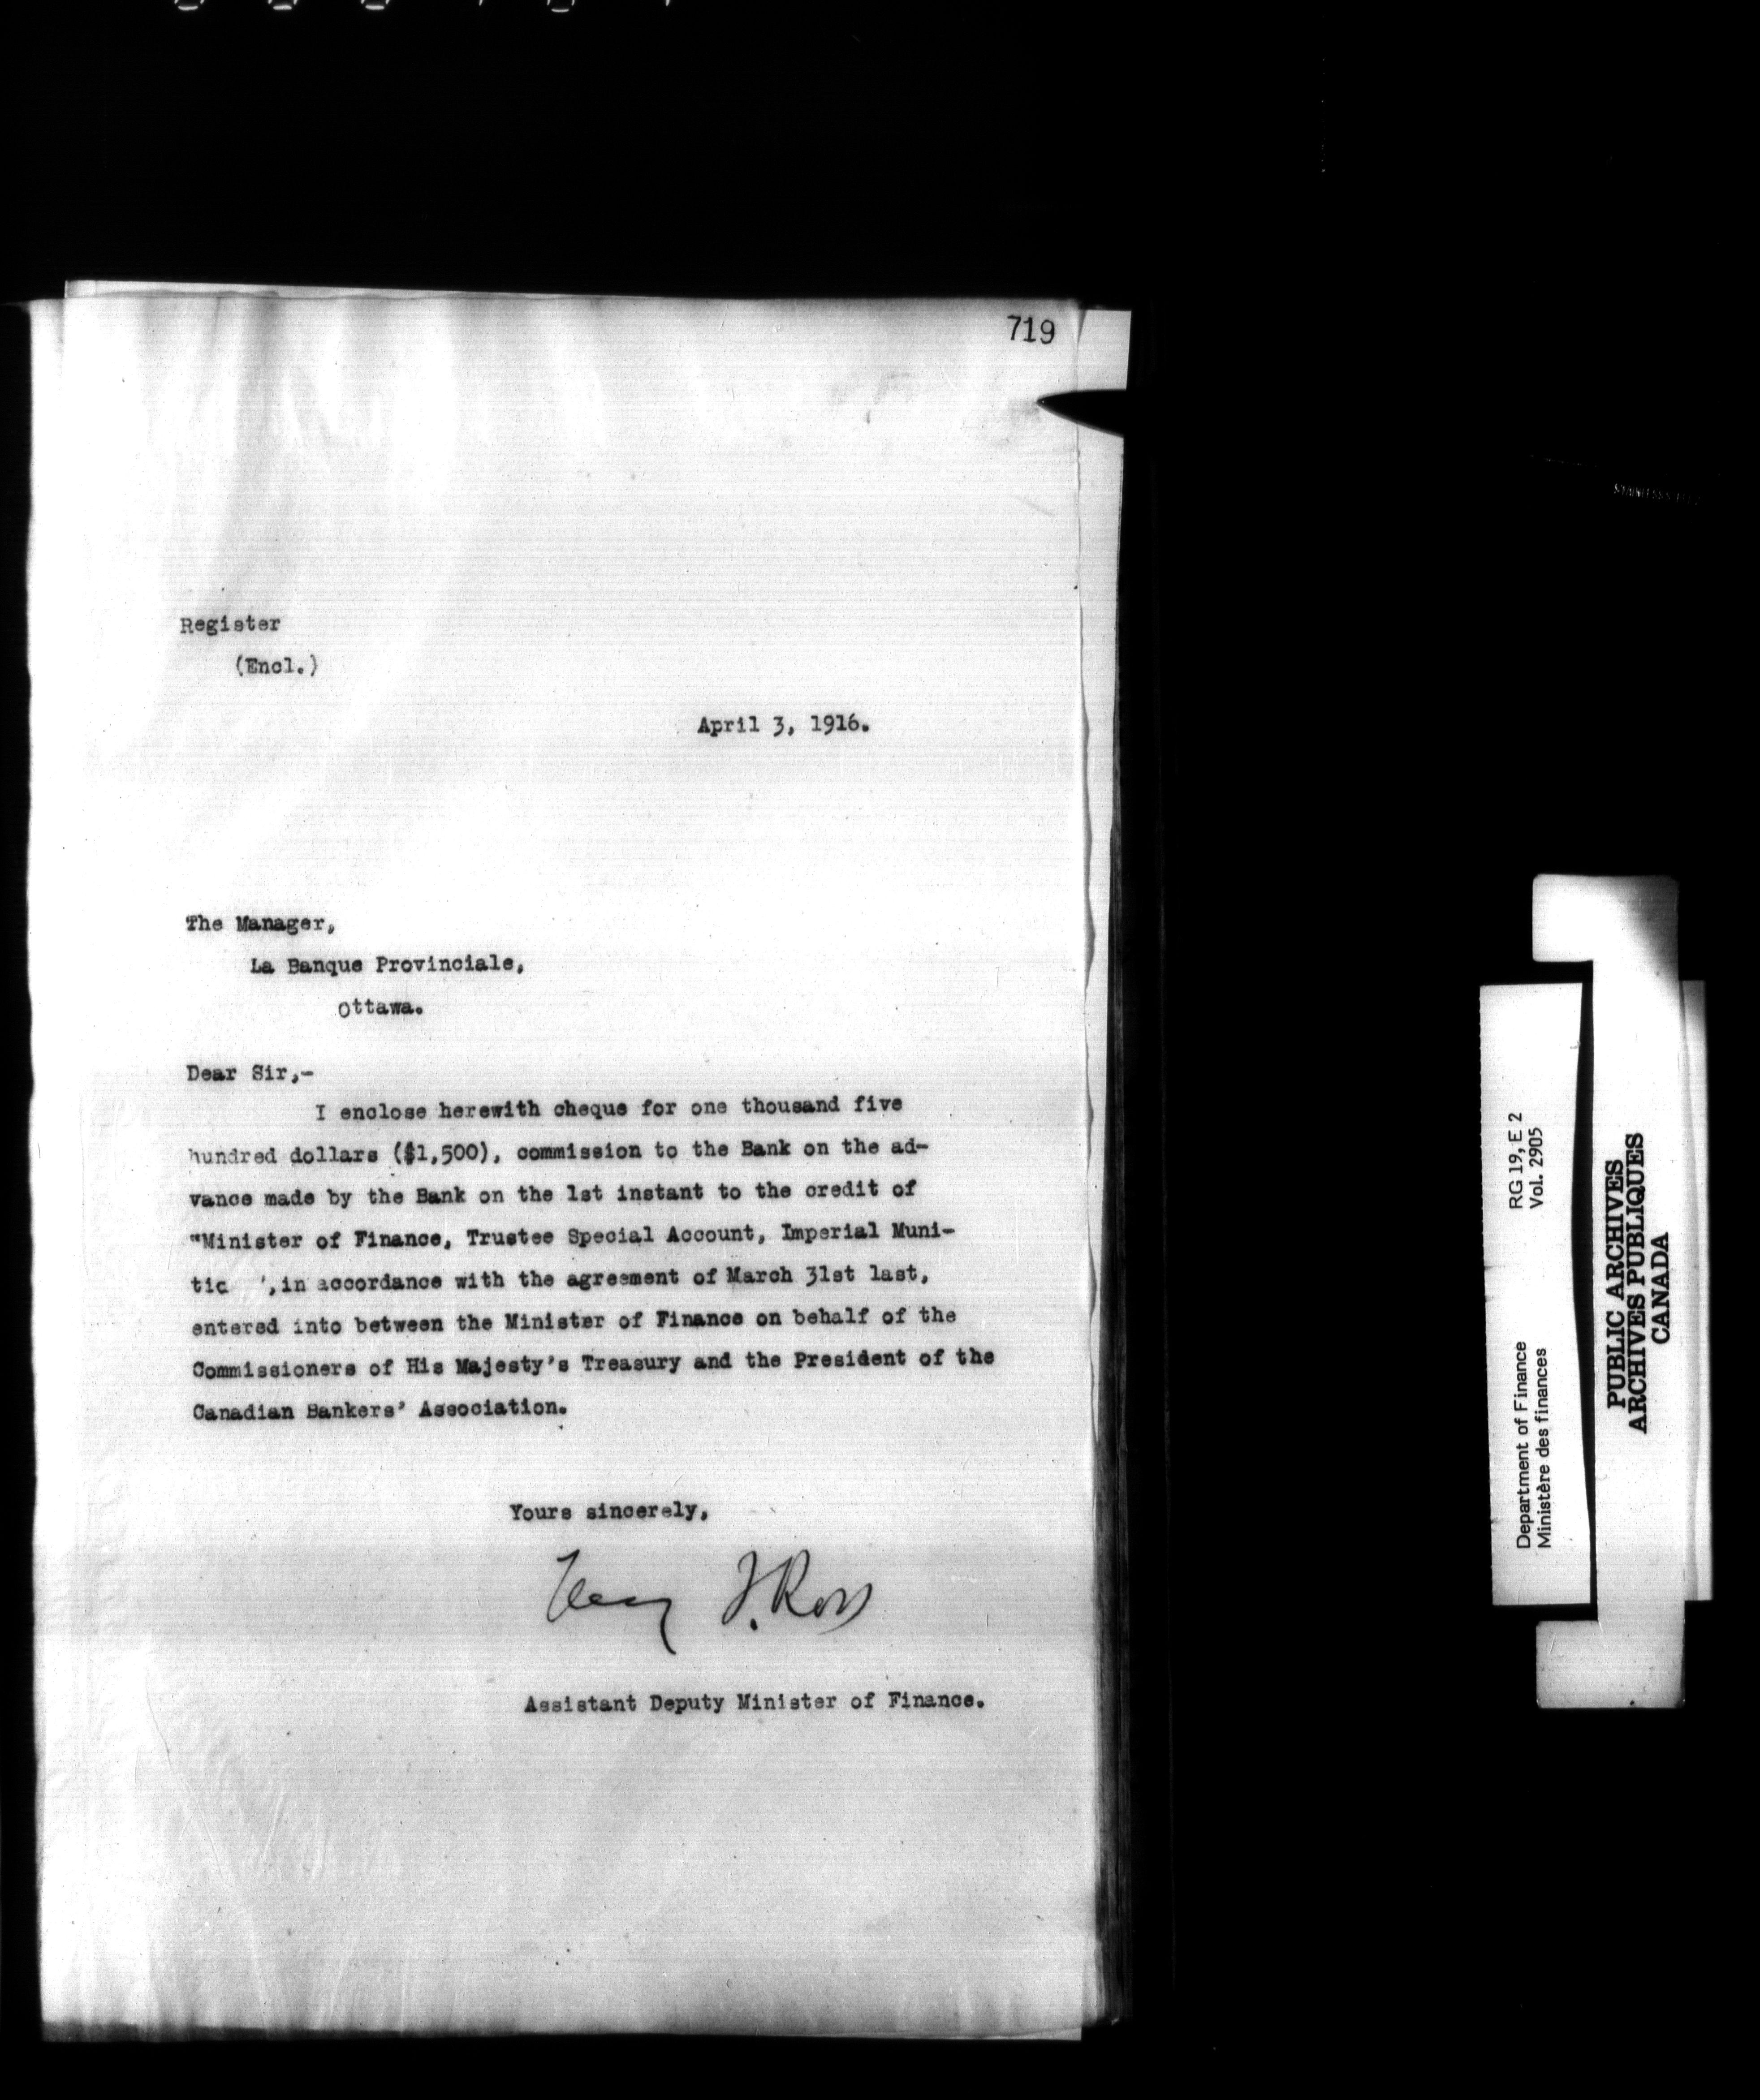 719
Register
(Encl.)
April 3, 1916.
The Manager,
La Banque Provinciale,
Ottawa.
Dear Sir,-
I enclose herewith cheque for one thousand five
hundred dollars ($1,500), commission to the Bank on the ad-
vance made by the Bank on the 1st instant to the credit of
"Minister of Finance, Trustee Special Account, Imperial Muni-
tio ', in accordance with the agreement of March 31st last,
entered into between the Minister of Finance on behalf of the
Commissioners of His Majesty's Treasury and the President of the
Canadian Bankers' Association.
Yours sincerely,
Henry T. Ross
Assistant Deputy Minister of Finance.
Department of Finance RG 19, E 2
Ministère des finances Vol. 2905
PUBLIC ARCHIVES
ARCHIVES PUBLIQUES
CANADA